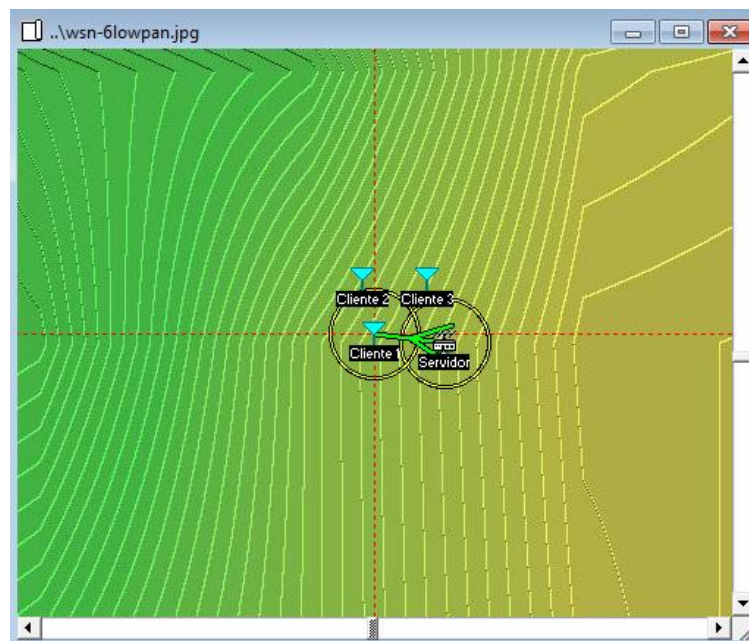 ..\wsn-6lowpan.jpg
Cliente 2
Cliente 3
Cliente 1
Servidor